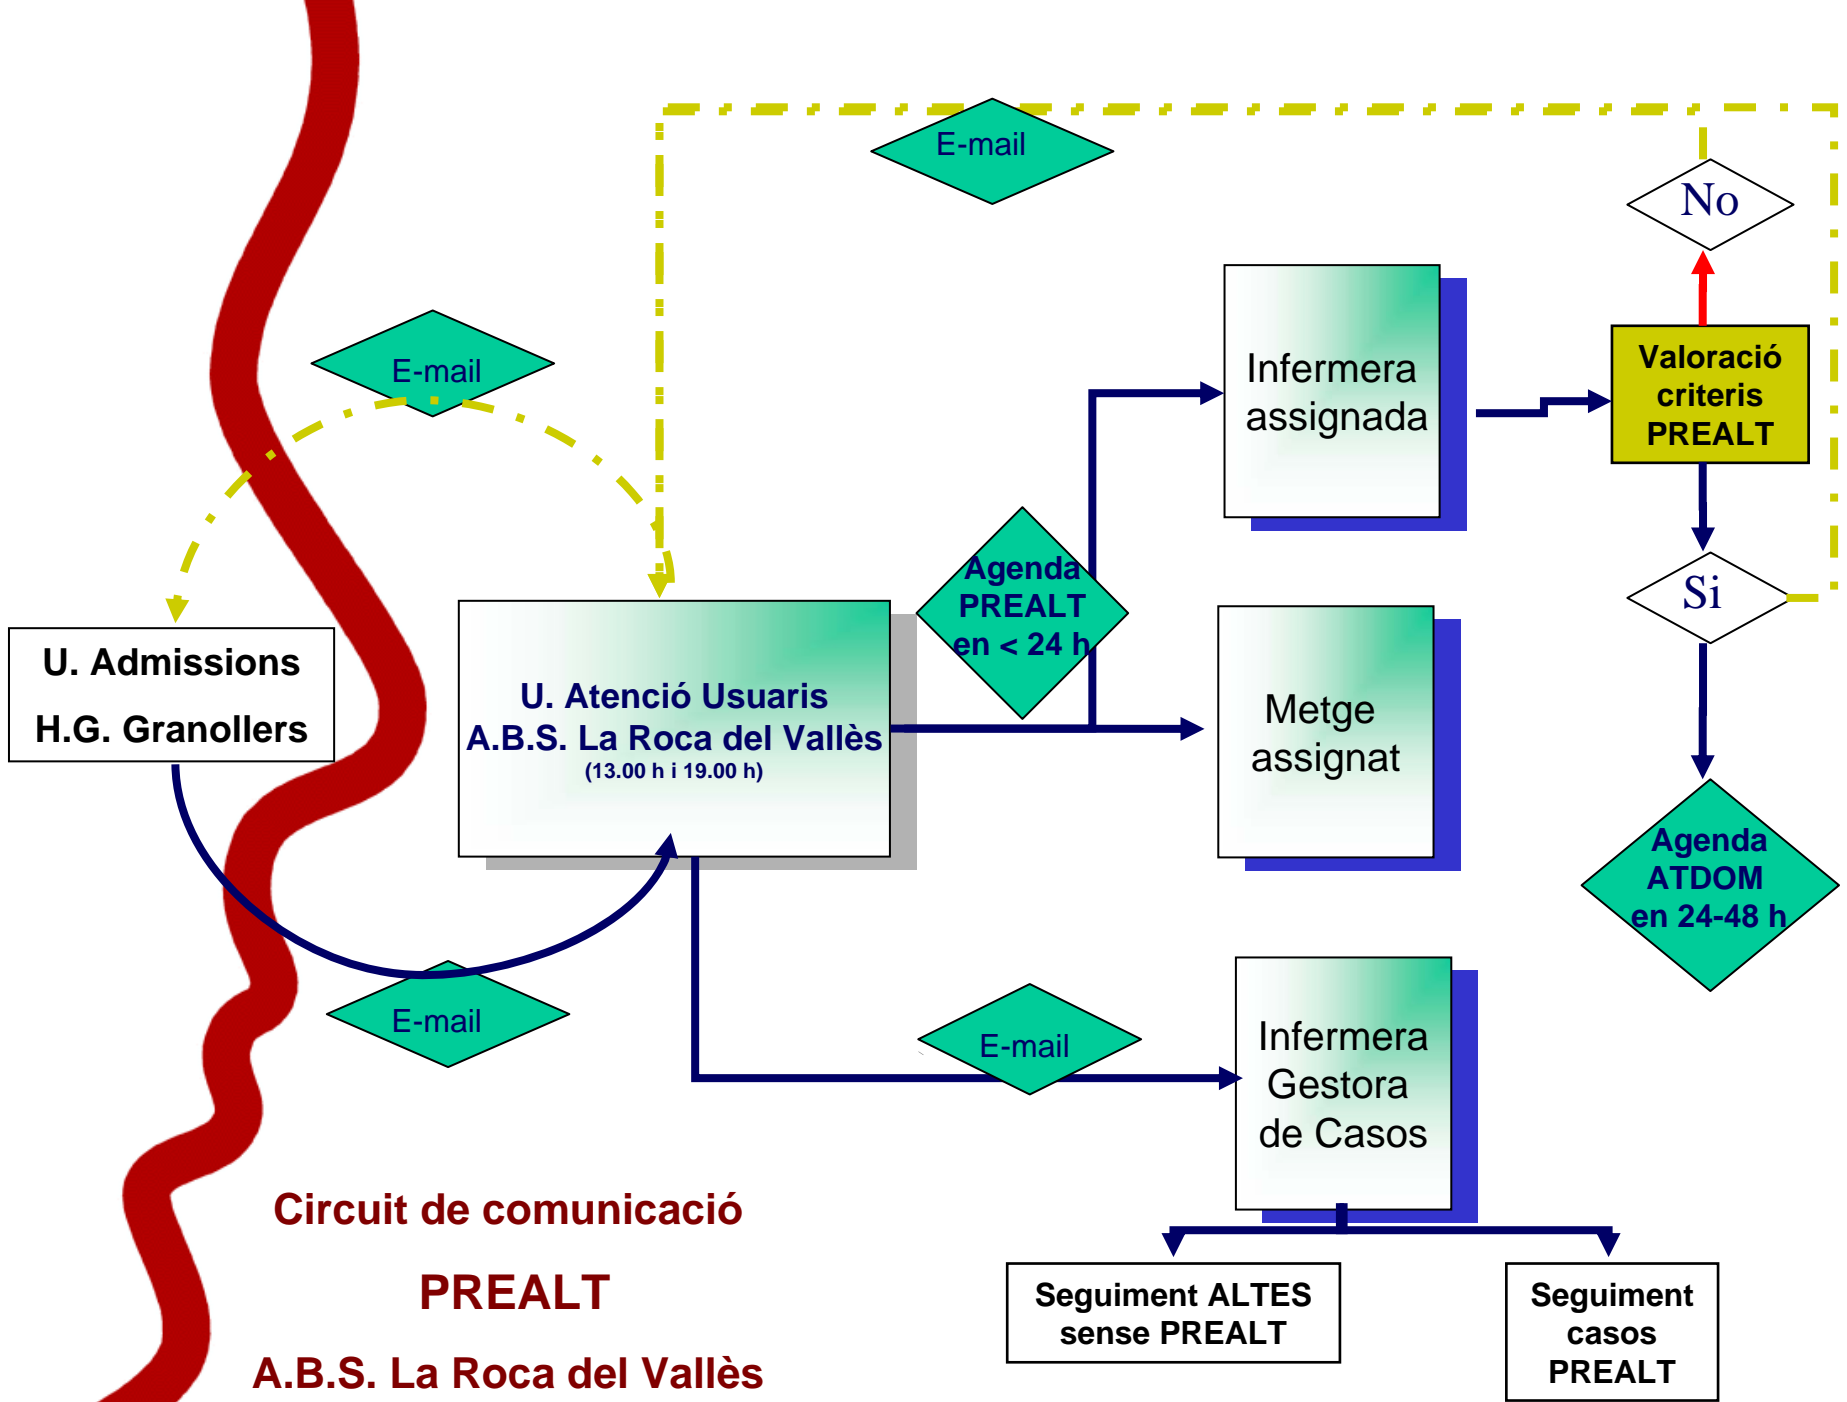 E-mail
No
E-mail
Infermera
assignada
Valoració
criteris
PREALT
Agenda
PREALT
en < 24 h
Si
U. Admissions
H.G. Granollers
U. Atenció Usuaris
A.B.S. La Roca del Vallès
(13.00 h i 19.00 h)
Metge
assignat
Agenda
ATDOM
en 24-48 h
E-mail
E-mail
Infermera
Gestora
de Casos
Circuit de comunicació
PREALT
A.B.S. La Roca del Vallès
Seguiment ALTES
sense PREALT
Seguiment
casos
PREALT